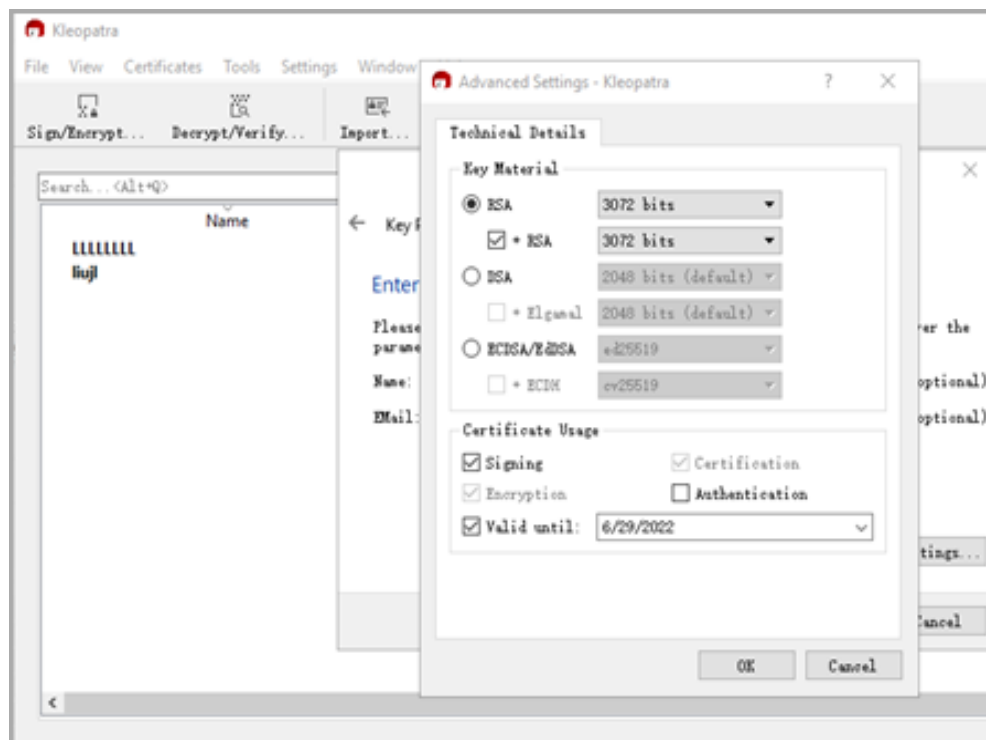 Kleopatra
File View Certificates Tools Settings Window
Sign/Encrypt... Decrypt/Verify... Import...
Search...<Alt+Q>
Name
LLLLLLLL
liujl
Key
Enter
Please
parame
Name:
EMail:
er the
optional)
optional)
tings...
Cancel
Advanced Settings - Kleopatra ?
Technical Details
Key Material
RSA 3072 bits
+ RSA 3072 bits
DSA 2048 bits (default)
+ Elgamal 2048 bits (default)
ECDSA/EdDSA ed25519
+ ECDH cv25519
Certificate Usage
Signing Certification
Encryption Authentication
Valid until: 6/29/2022
OK Cancel